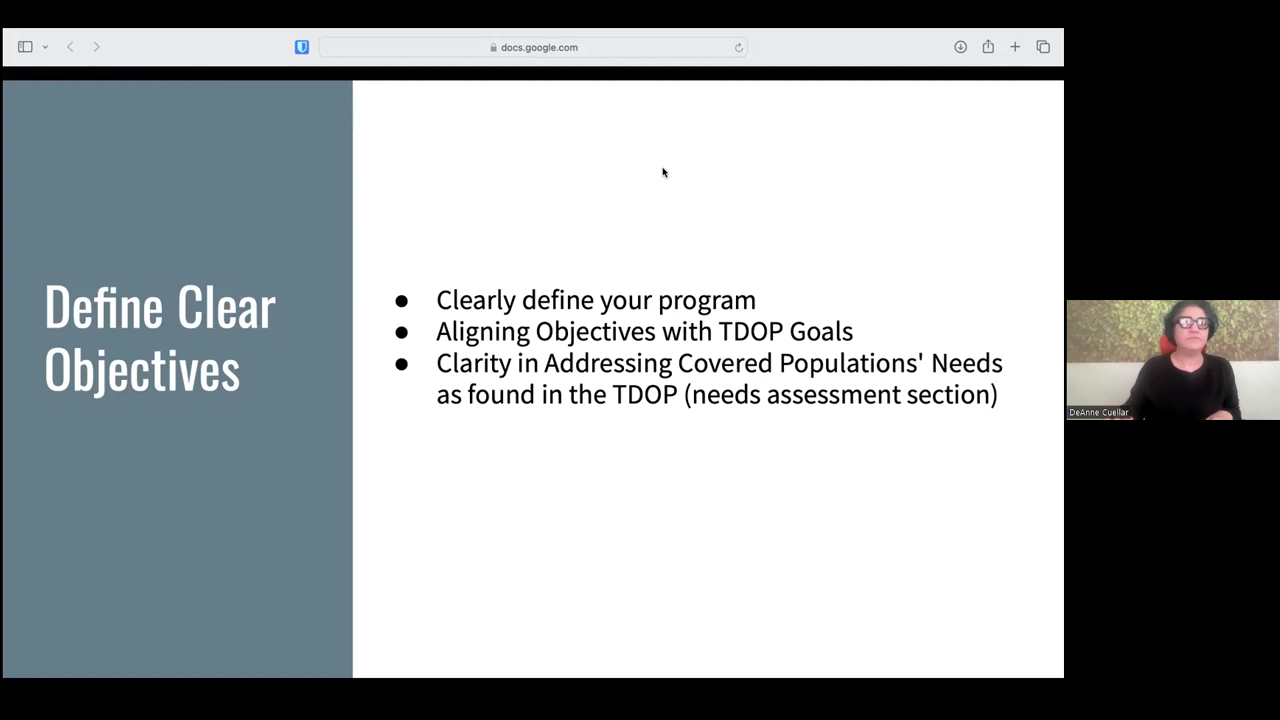 docs.google.com
Define Clear
Objectives
● Clearly define your program
● Aligning Objectives with TDOP Goals
● Clarity in Addressing Covered Populations' Needs
as found in the TDOP (needs assessment section)
DeAnne Cuellar